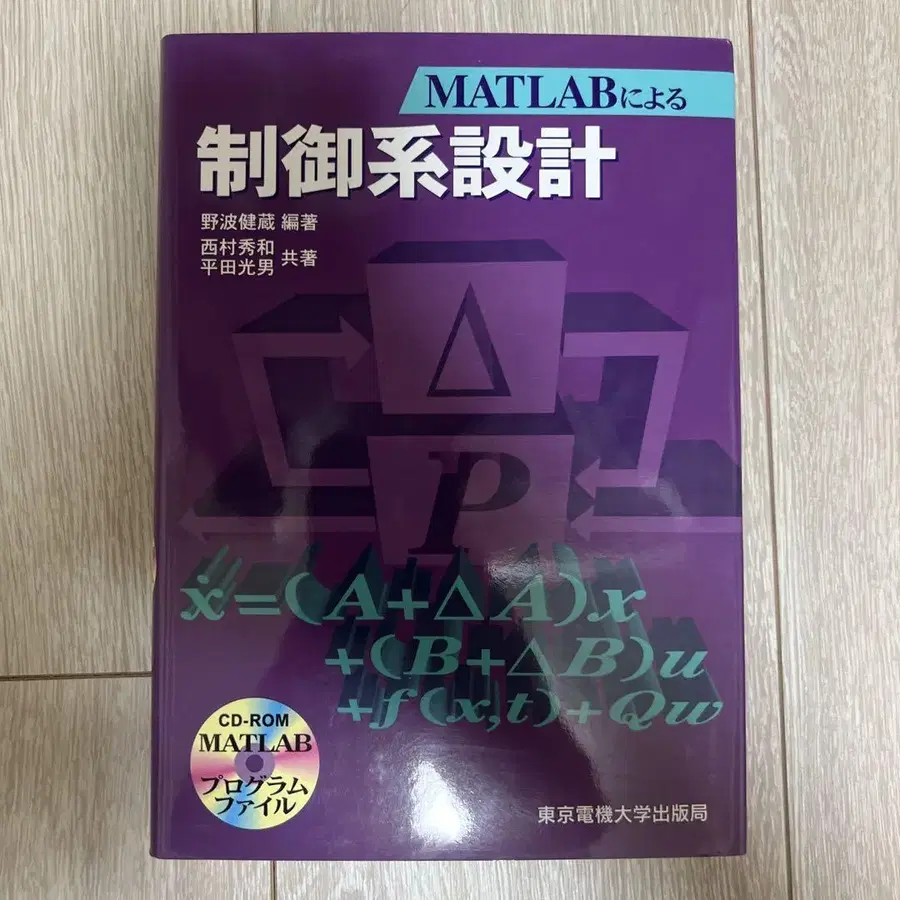 MATLABによる
制御系設計
野波健蔵 編著
西村秀和
平田光男 共著
Δ
P
ẋ=(A+ΔA)x
+(B+ΔB)u
+f(x,t)+Qw
CD-ROM
MATLAB
プログラム
ファイル
東京電機大学出版局